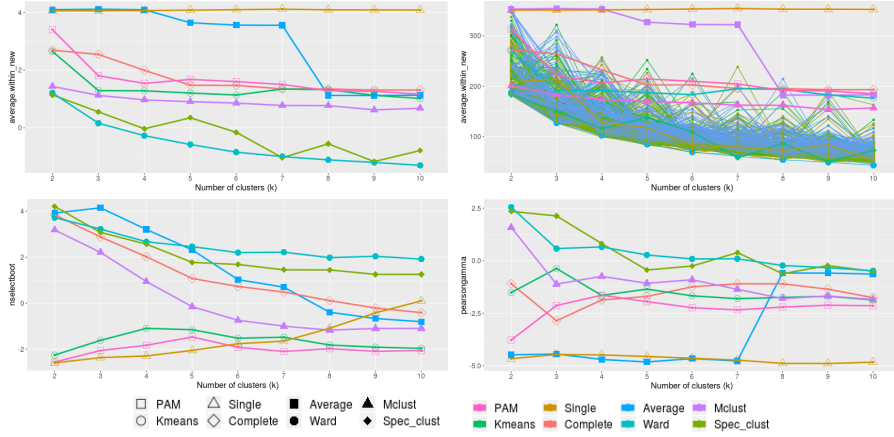 average.within_new
4
2
0
2 3 4 5 6 7 8 9 10
Number of clusters (k)
average.within_new
300
200
100
2 3 4 5 6 7 8 9 10
Number of clusters (k)
nselectboot
4
2
0
-2
2 3 4 5 6 7 8 9 10
Number of clusters (k)
pearsongamma
2.5
0.0
-2.5
-5.0
2 3 4 5 6 7 8 9 10
Number of clusters (k)
PAM Single Average Mclust
Kmeans Complete Ward Spec_clust
PAM Single Average Mclust
Kmeans Complete Ward Spec_clust